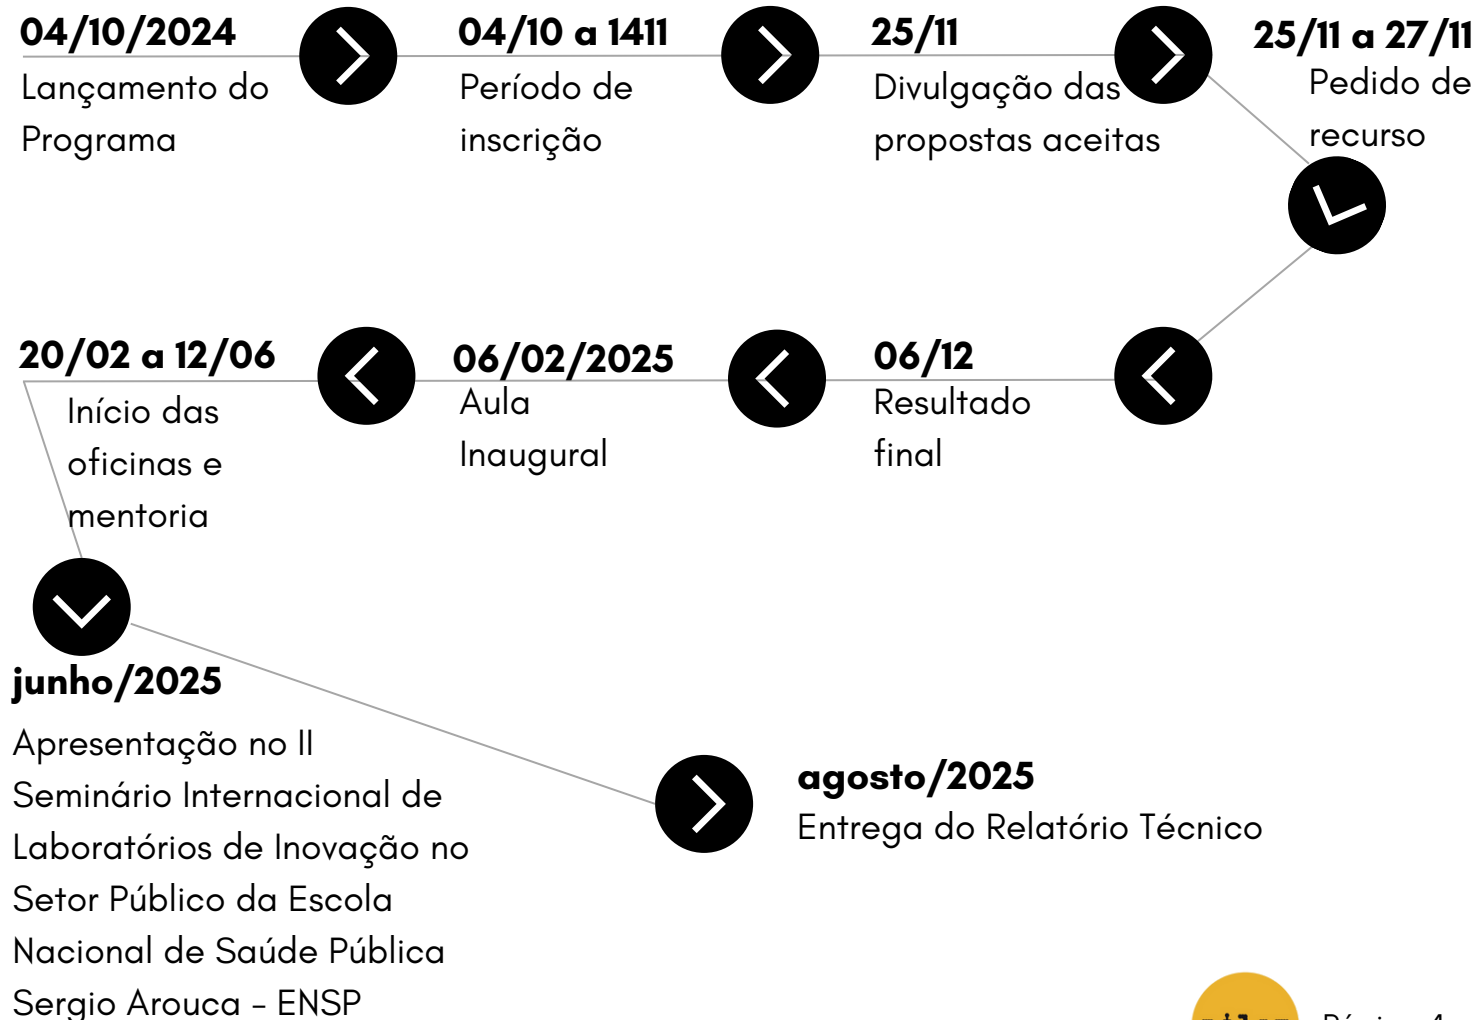 04/10/2024
Lançamento do
Programa
04/10 a 1411
Período de
inscrição
25/11
Divulgação das
propostas aceitas
25/11 a 27/11
Pedido de
recurso
06/12
Resultado
final
06/02/2025
Aula
Inaugural
20/02 a 12/06
Início das
oficinas e
mentoria
junho/2025
Apresentação no II
Seminário Internacional de
Laboratórios de Inovação no
Setor Público da Escola
Nacional de Saúde Pública
Sergio Arouca - ENSP
agosto/2025
Entrega do Relatório Técnico